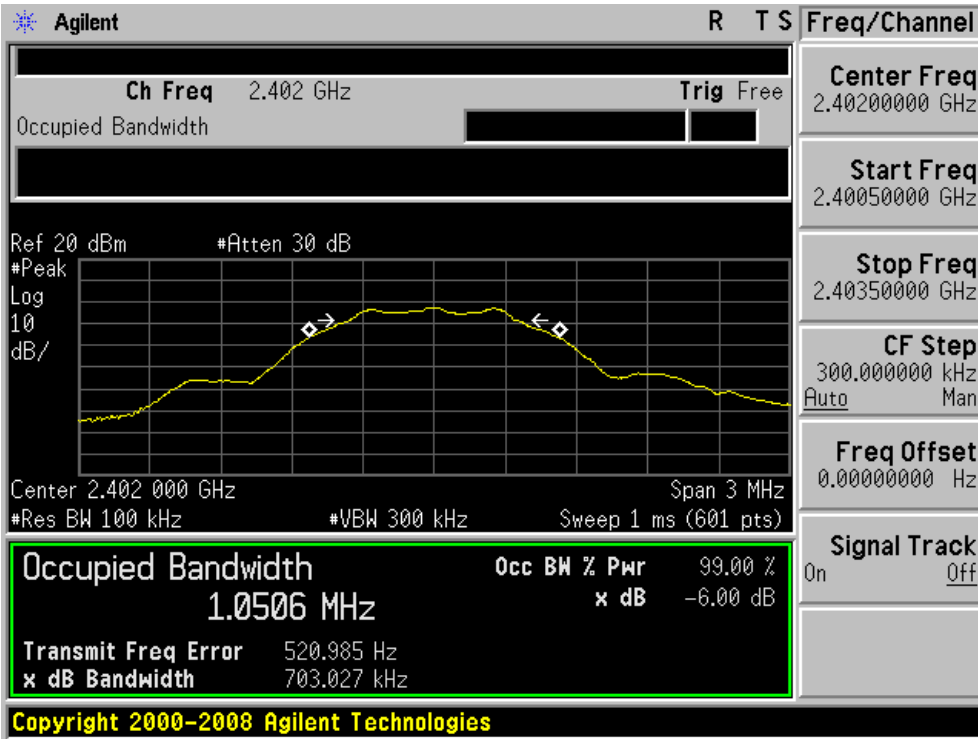 Agilent R T S
Ch Freq 2.402 GHz Trig Free
Occupied Bandwidth
Ref 20 dBm #Atten 30 dB
#Peak
Log
10
dB/
Center 2.402 000 GHz Span 3 MHz
#Res BW 100 kHz #VBW 300 kHz Sweep 1 ms (601 pts)
Occupied Bandwidth Occ BW % Pwr 99.00 %
1.0506 MHz x dB -6.00 dB
Transmit Freq Error 520.985 Hz
x dB Bandwidth 703.027 kHz
Copyright 2000-2008 Agilent Technologies
Freq/Channel
Center Freq
2.40200000 GHz
Start Freq
2.40050000 GHz
Stop Freq
2.40350000 GHz
CF Step
300.000000 kHz
Auto Man
Freq Offset
0.00000000 Hz
Signal Track
On Off